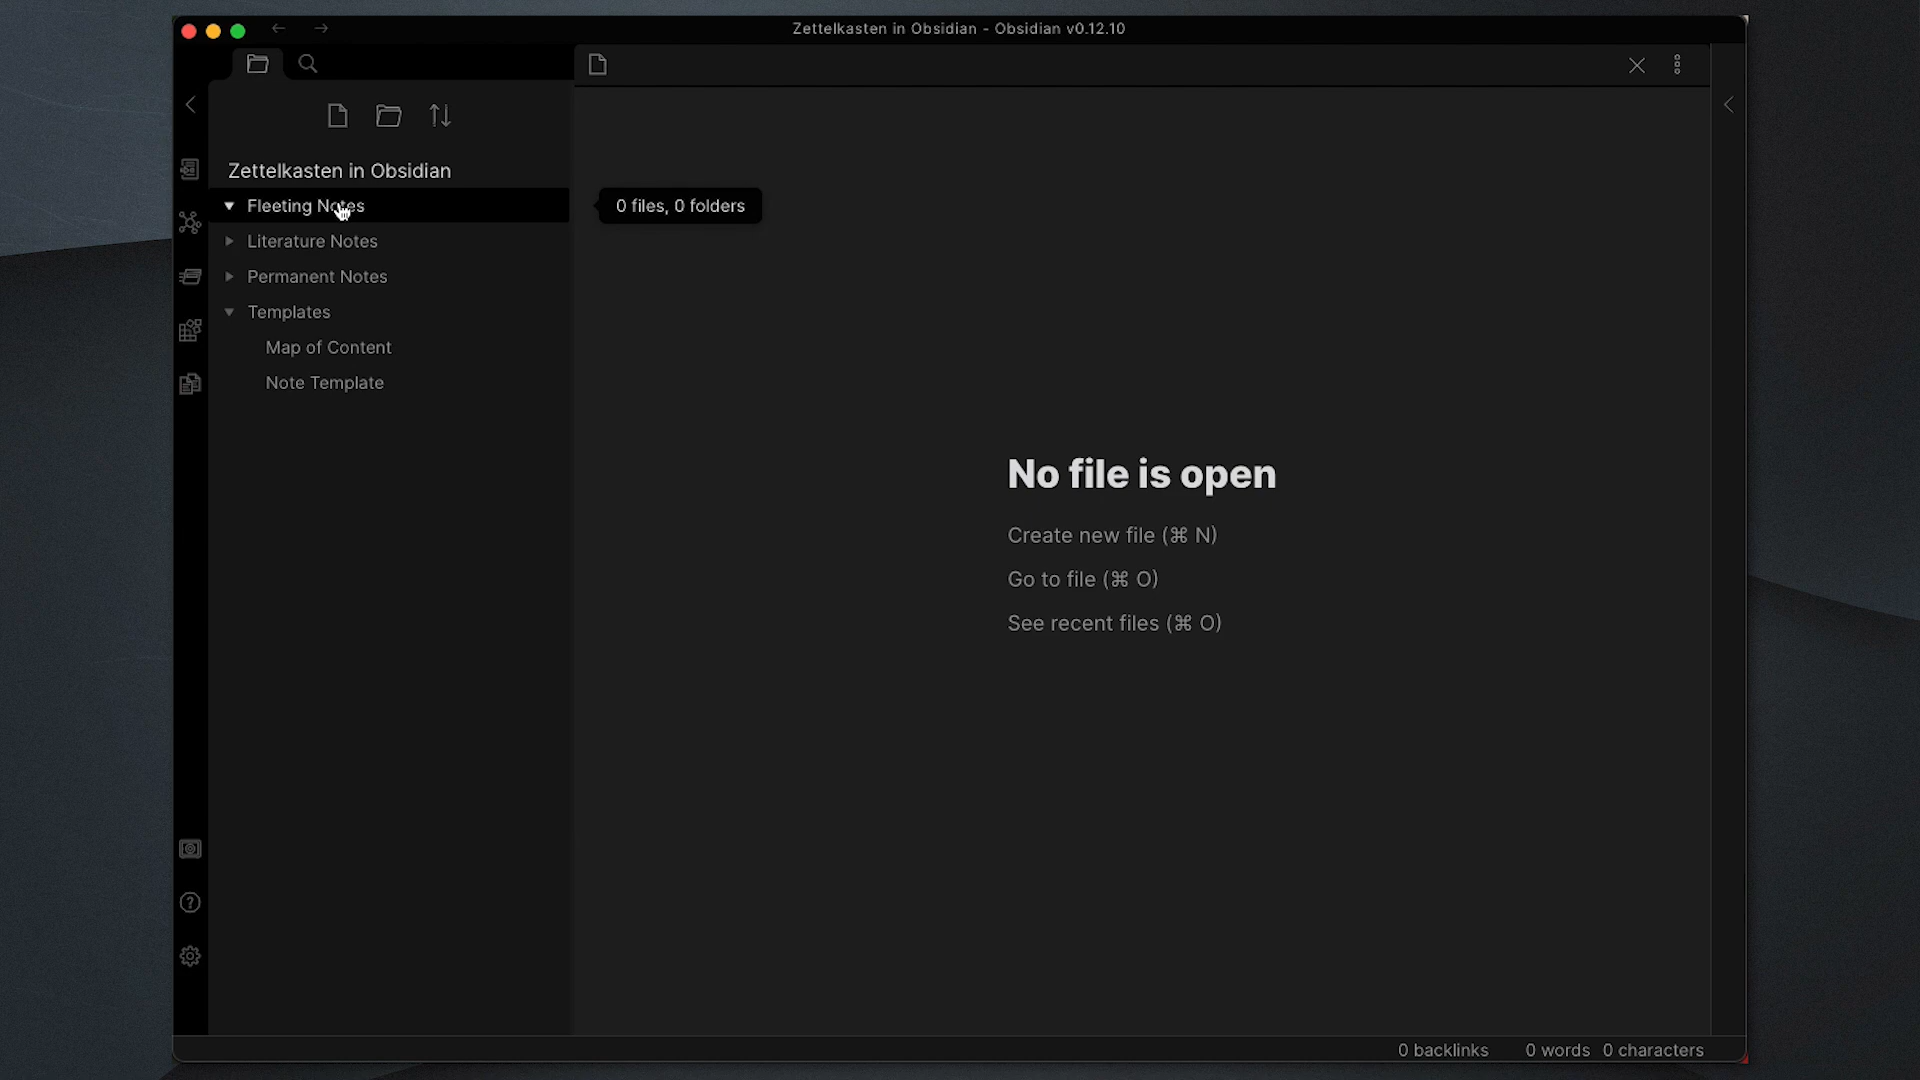 Zettelkasten in Obsidian - Obsidian v0.12.10
Zettelkasten in Obsidian
Fleeting Notes
0 files, 0 folders
Literature Notes
Permanent Notes
Templates
Map of Content
Note Template
No file is open
Create new file (⌘ N)
Go to file (⌘ O)
See recent files (⌘ O)
0 backlinks
0 words
0 characters